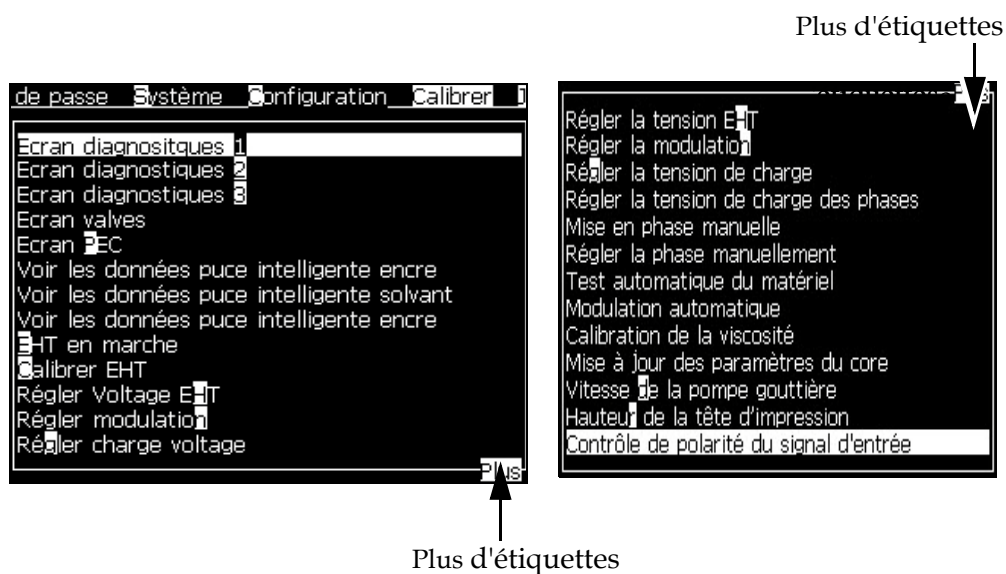 Plus d'étiquettes
de passe Système Configuration Calibrer
Ecran diagnositques 1
Ecran diagnostiques 2
Ecran diagnostiques 3
Ecran valves
Ecran PEC
Voir les données puce intelligente encre
Voir les données puce intelligente solvant
Voir les données puce intelligente encre
EHT en marche
Calibrer EHT
Régler Voltage EHT
Régler modulation
Régler charge voltage
Plus
Régler la tension EHT
Régler la modulation
Régler la tension de charge
Régler la tension de charge des phases
Mise en phase manuelle
Régler la phase manuellement
Test automatique du matériel
Modulation automatique
Calibration de la viscosité
Mise à jour des paramètres du core
Vitesse de la pompe gouttière
Hauteur de la tête d'impression
Contrôle de polarité du signal d'entrée
Plus d'étiquettes